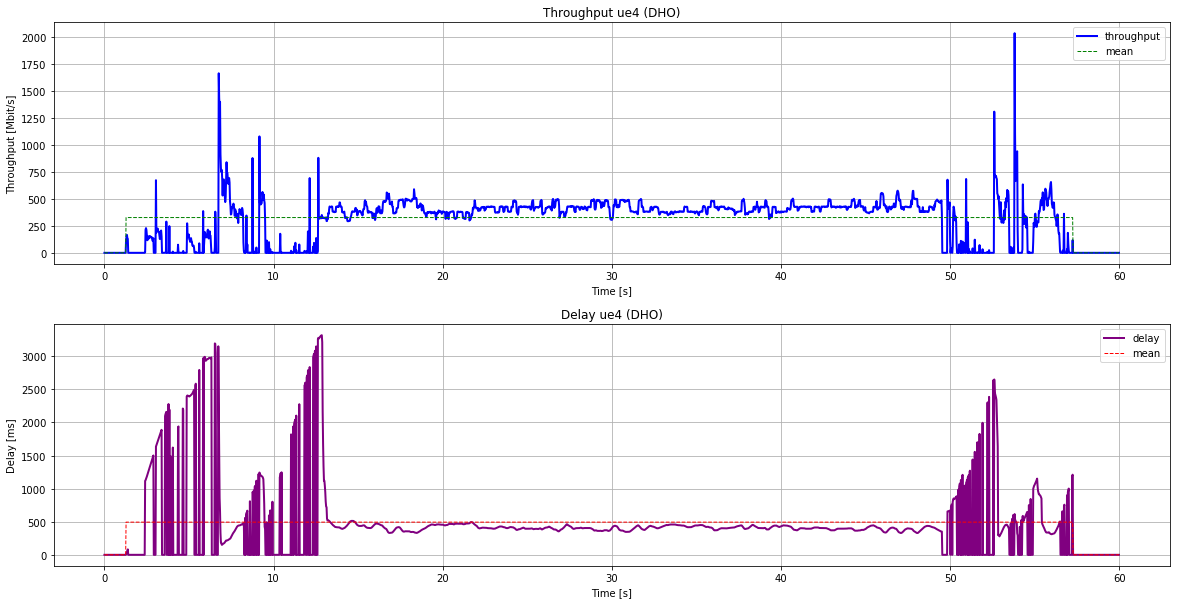 Throughput ue4 (DHO)
Throughput [Mbit/s]
2000
1750
1500
1250
1000
750
500
250
0
throughput
mean
0 10 20 30 40 50 60
Time [s]
Delay ue4 (DHO)
Delay [ms]
3000
2500
2000
1500
1000
500
0
delay
mean
0 10 20 30 40 50 60
Time [s]